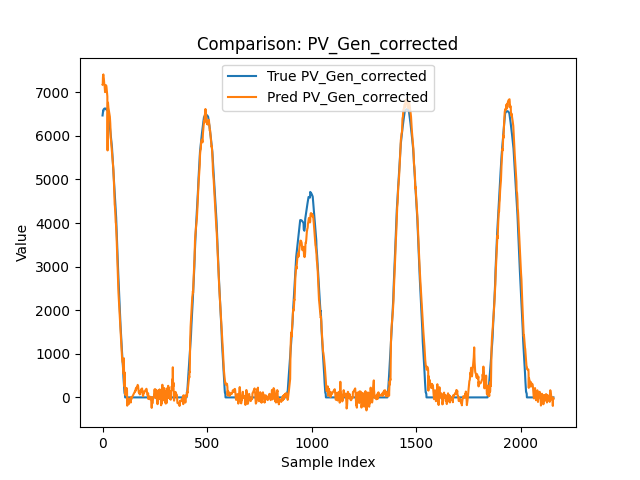 Comparison: PV_Gen_corrected
True PV_Gen_corrected
Pred PV_Gen_corrected
Value
7000
6000
5000
4000
3000
2000
1000
0
0
500
1000
1500
2000
Sample Index